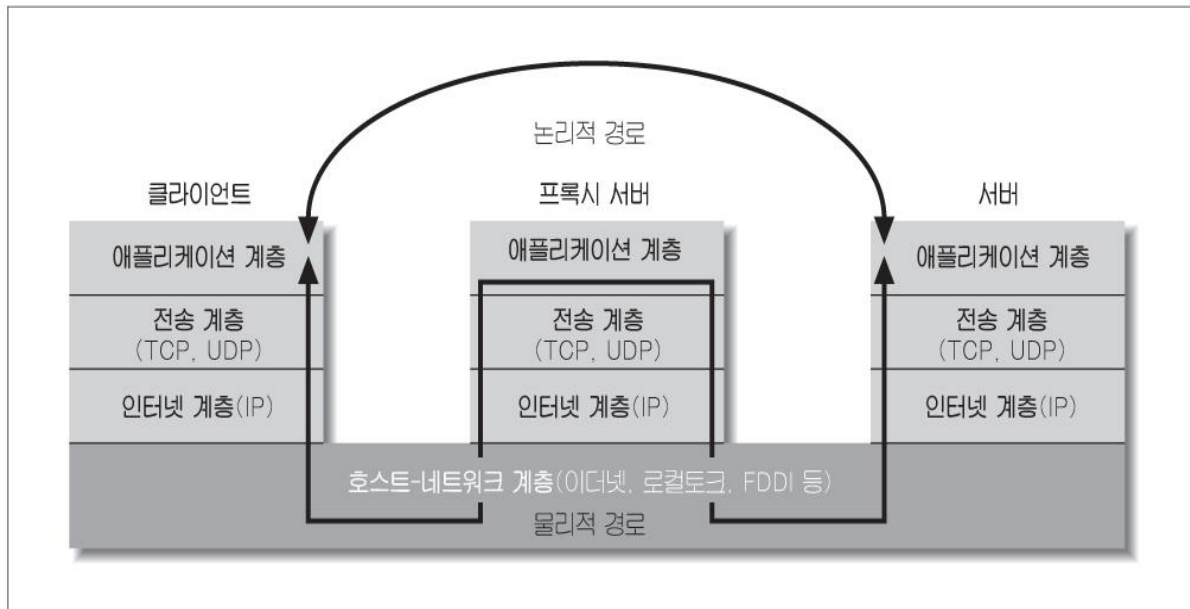 논리적 경로
클라이언트
프록시 서버
서버
애플리케이션 계층
애플리케이션 계층
애플리케이션 계층
전송 계층
(TCP, UDP)
전송 계층
(TCP, UDP)
전송 계층
(TCP, UDP)
인터넷 계층(IP)
인터넷 계층(IP)
인터넷 계층(IP)
호스트-네트워크 계층(이더넷, 로컬토크, FDDI 등)
물리적 경로